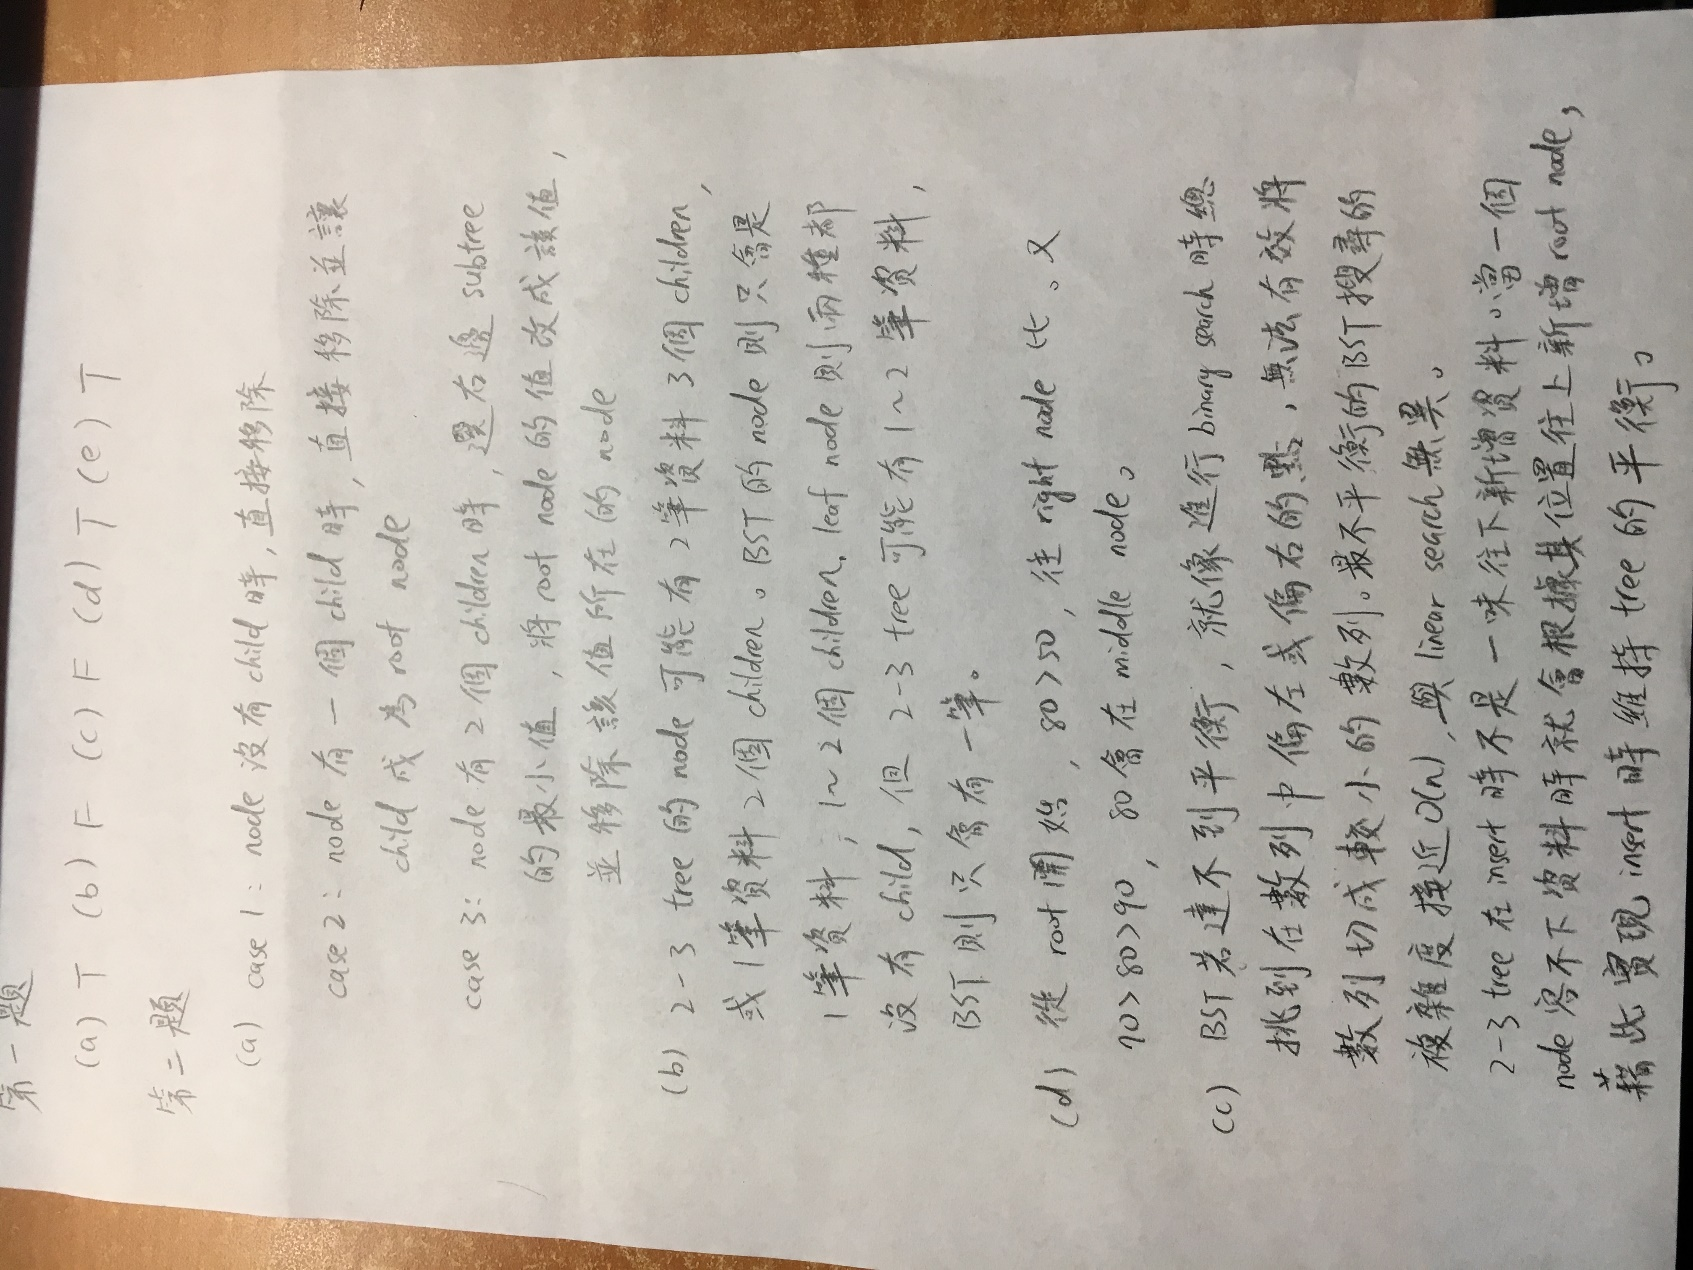 第一題
(a) T (b) F (c) F (d) T (e) T
第二題
(a) case 1: node 沒有 child 時,直接移除
case 2: node 有一個 child 時,直接移除並讓
child 成為 root node
case 3: node 有 2 個 children 時,選右邊 subtree
的最小值,將 root node 的值改成該值,
並移除該值所在的 node
(b) 2-3 tree 的 node 可能有 2 筆資料 3 個 children,
或 1 筆資料 2 個 children。BST 的 node 則只會是
1 筆資料;1~2 個 children. leaf node 則兩種都
沒有 child, 但 2-3 tree 可能有 1~2 筆資料,
BST 則只會有一筆。
(d) 從 root 開始,80>50,往 right node 比。又
70>80>90, 80 會在 middle node。
(c) BST 若達不到平衡,就像進行 binary search 時總
挑到在數列中偏左或偏右的點,無法有效將
數列切成較小的數列。最不平衡的 BST 搜尋的
複雜度接近 O(n),與 linear search 無異。
2-3 tree 在 insert 時不是一味往下新增資料。當一個
node 容不下資料時就會根據其位置往上新增 root node,
藉此實現 insert 時維持 tree 的平衡。